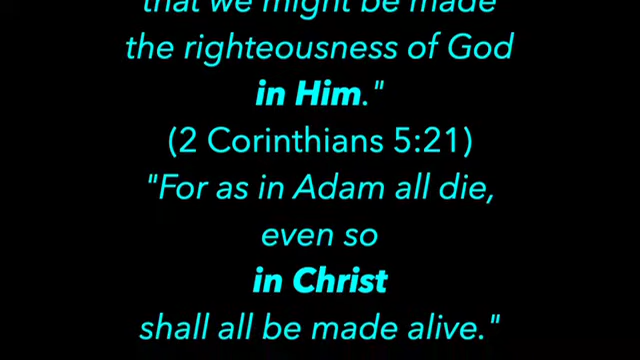 that we might be made
the righteousness of God
in Him."
(2 Corinthians 5:21)
"For as in Adam all die,
even so
in Christ
shall all be made alive."